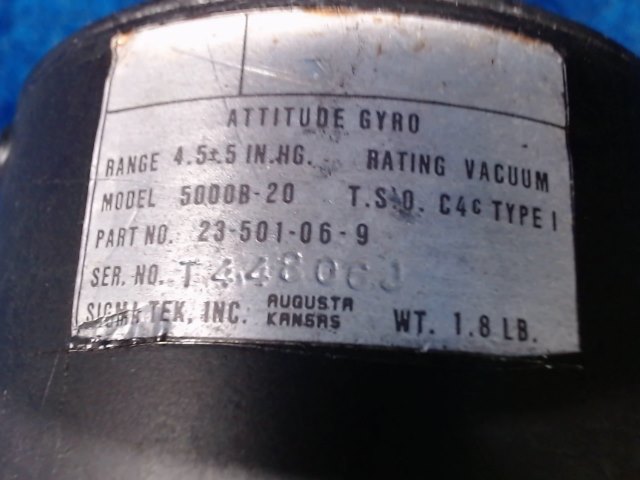 ATTITUDE GYRO
RANGE 4.5±.5 IN.HG. RATING VACUUM
MODEL 5000B-20 T.S.O. C4c TYPE I
PART NO. 23-501-06-9
SER. NO. T44806J
SIGMA TEK, INC. AUGUSTA KANSAS WT. 1.8 LB.